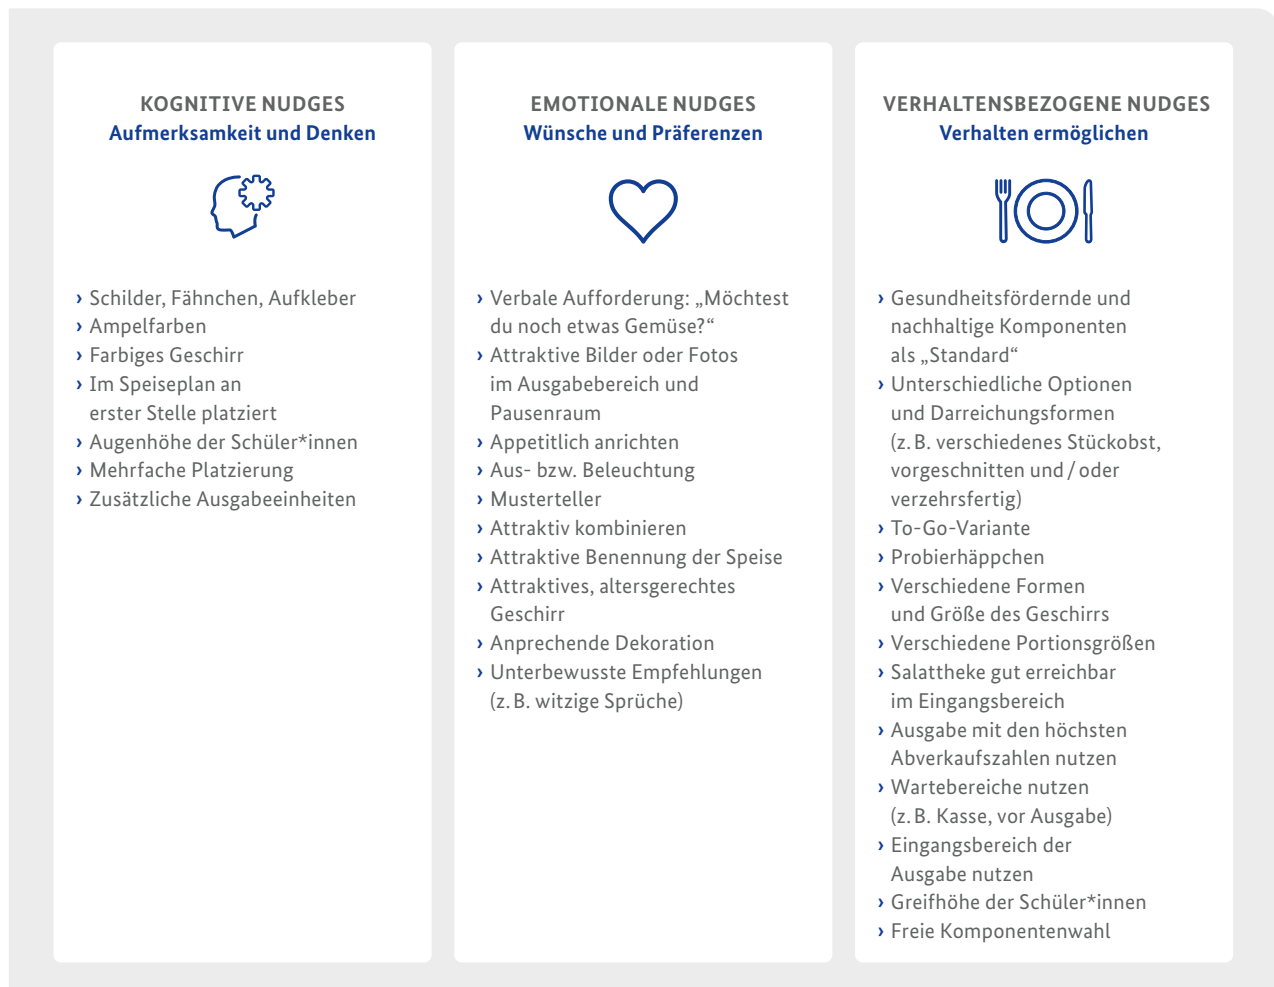 KOGNITIVE NUDGES
Aufmerksamkeit und Denken
› Schilder, Fähnchen, Aufkleber
› Ampelfarben
› Farbiges Geschirr
› Im Speiseplan an
erster Stelle platziert
› Augenhöhe der Schüler*innen
› Mehrfache Platzierung
› Zusätzliche Ausgabeeinheiten
EMOTIONALE NUDGES
Wünsche und Präferenzen
› Verbale Aufforderung: „Möchtest
du noch etwas Gemüse?“
› Attraktive Bilder oder Fotos
im Ausgabebereich und
Pausenraum
› Appetitlich anrichten
› Aus- bzw. Beleuchtung
› Musterteller
› Attraktiv kombinieren
› Attraktive Benennung der Speise
› Attraktives, altersgerechtes
Geschirr
› Anprechende Dekoration
› Unterbewusste Empfehlungen
(z. B. witzige Sprüche)
VERHALTENSBEZOGENE NUDGES
Verhalten ermöglichen
› Gesundheitsfördernde und
nachhaltige Komponenten
als „Standard“
› Unterschiedliche Optionen
und Darreichungsformen
(z. B. verschiedenes Stückobst,
vorgeschnitten und / oder
verzehrsfertig)
› To-Go-Variante
› Probierhäppchen
› Verschiedene Formen
und Größe des Geschirrs
› Verschiedene Portionsgrößen
› Salattheke gut erreichbar
im Eingangsbereich
› Ausgabe mit den höchsten
Abverkaufszahlen nutzen
› Wartebereiche nutzen
(z. B. Kasse, vor Ausgabe)
› Eingangsbereich der
Ausgabe nutzen
› Greifhöhe der Schüler*innen
› Freie Komponentenwahl